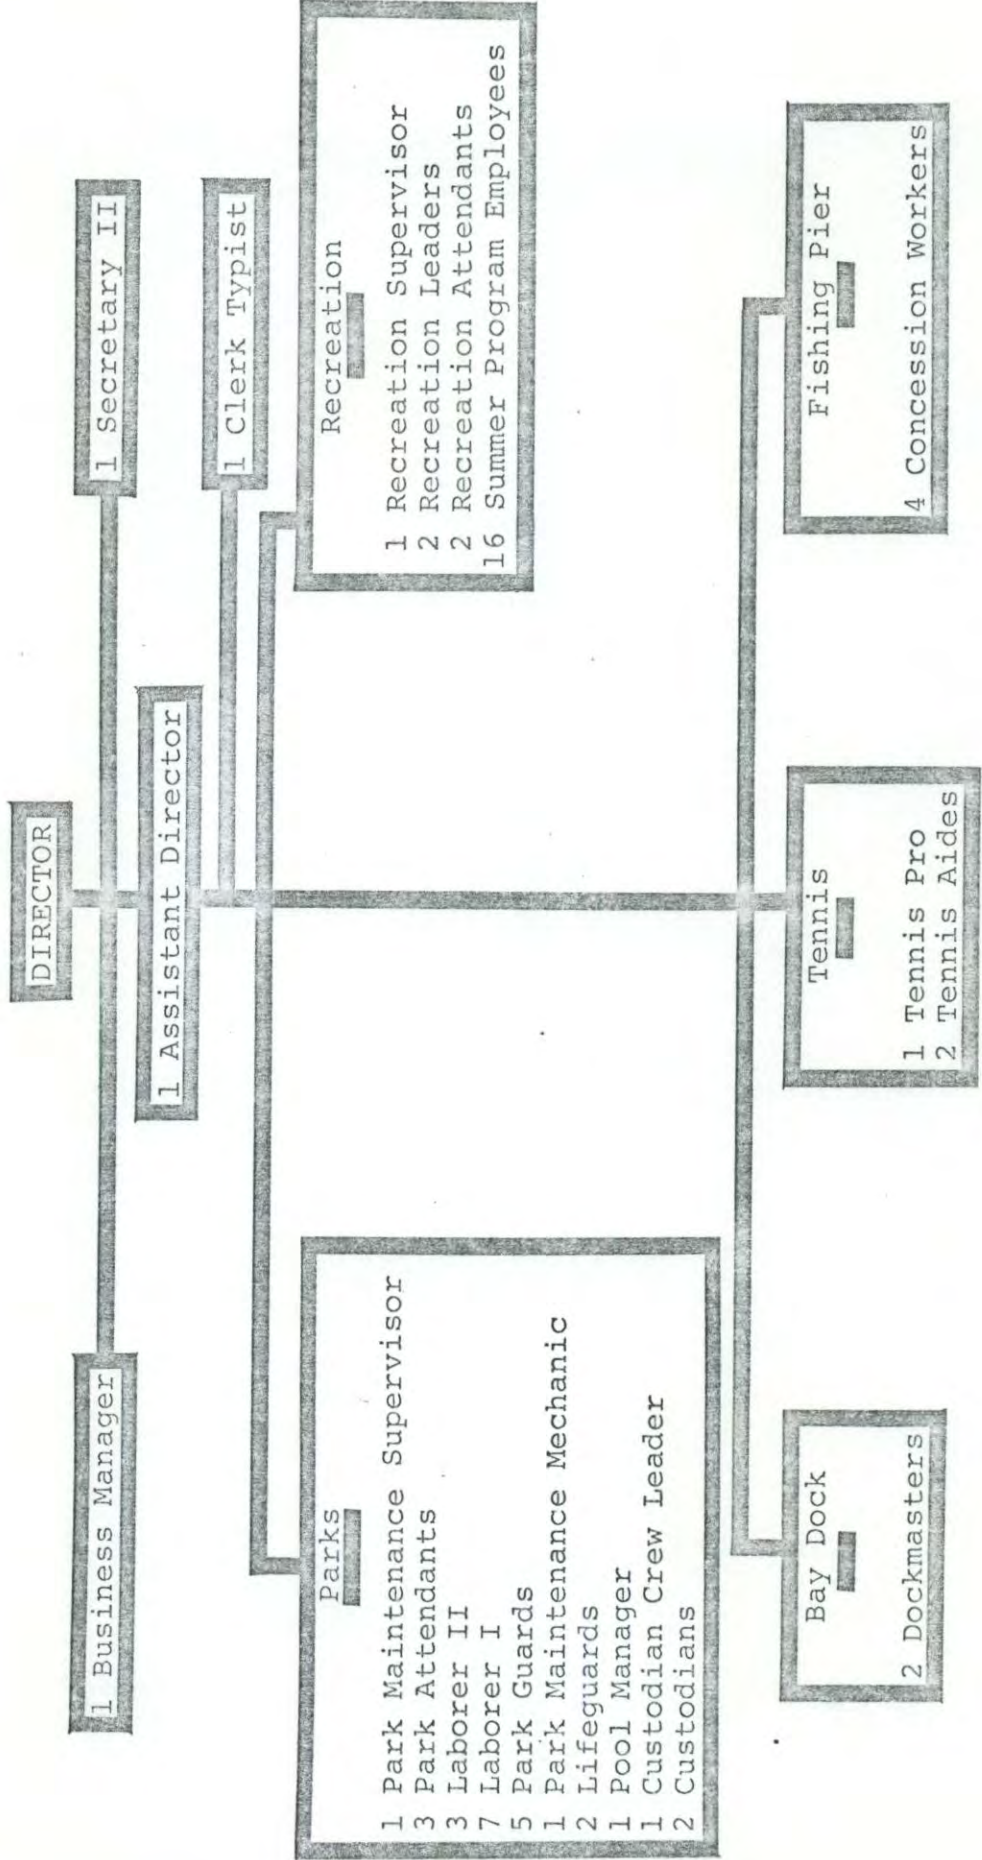 DIRECTOR
1 Business Manager
1 Secretary II
1 Assistant Director
1 Clerk Typist
Parks
1 Park Maintenance Supervisor
3 Park Attendants
3 Laborer II
7 Laborer I
5 Park Guards
1 Park Maintenance Mechanic
2 Lifeguards
1 Pool Manager
1 Custodian Crew Leader
2 Custodians
Recreation
1 Recreation Supervisor
2 Recreation Leaders
2 Recreation Attendants
16 Summer Program Employees
Bay Dock
2 Dockmasters
Tennis
1 Tennis Pro
2 Tennis Aides
Fishing Pier
4 Concession Workers